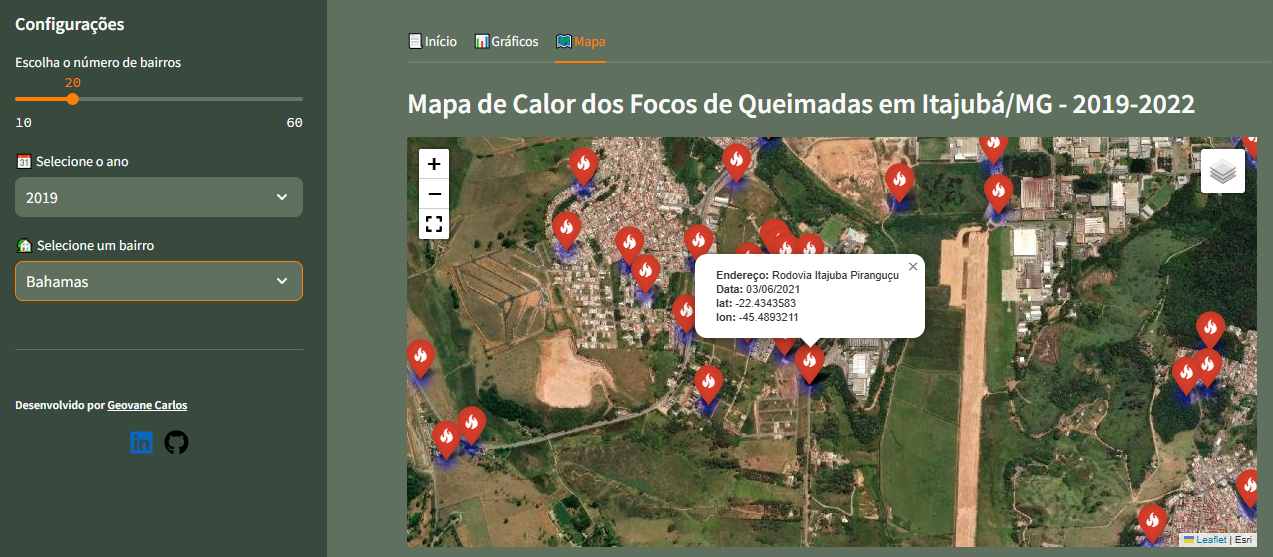 Configurações
Escolha o número de bairros
20
10
60
Selecione o ano
2019
Selecione um bairro
Bahamas
Desenvolvido por Geovane Carlos
in
Início
Gráficos
Mapa
Mapa de Calor dos Focos de Queimadas em Itajubá/MG - 2019-2022
+
−
×
Endereço: Rodovia Itajuba Piranguçu
Data: 03/06/2021
lat: -22.4343583
lon: -45.4893211
Leaflet | Esri